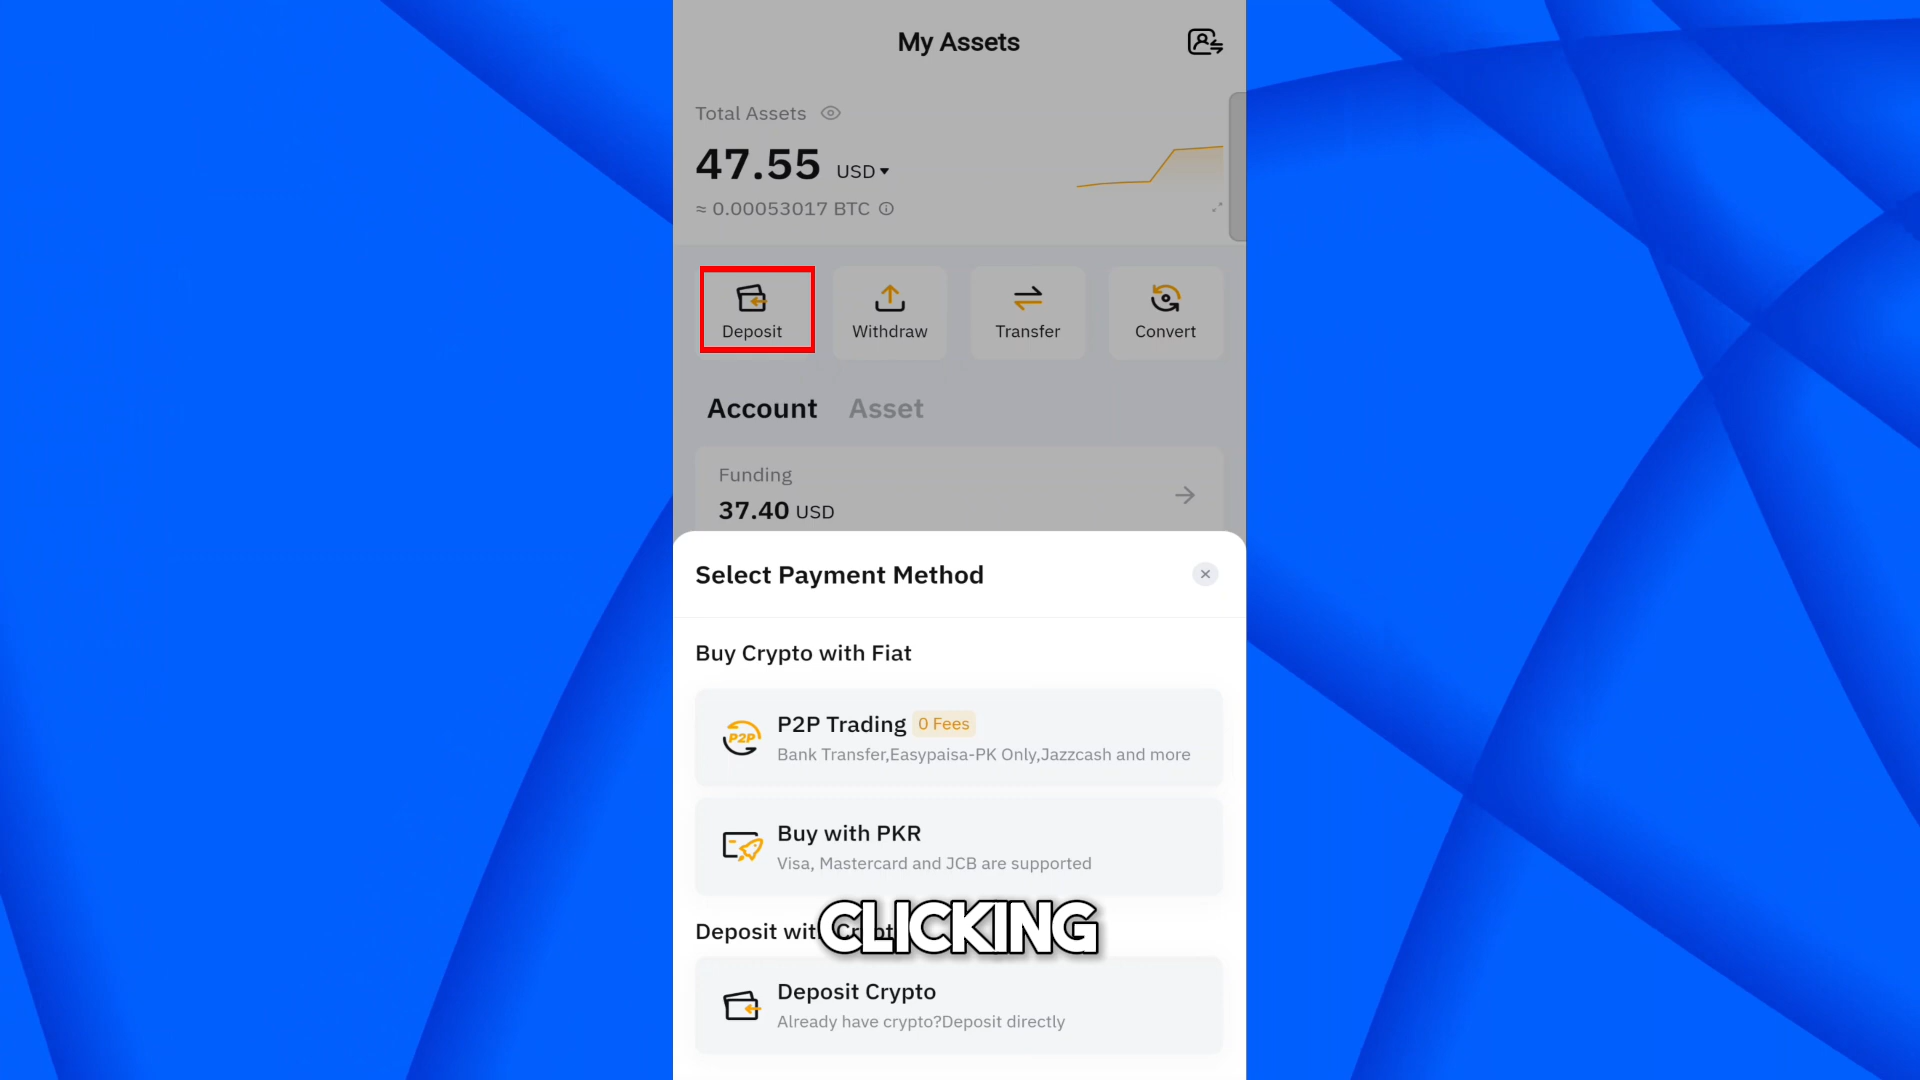 My Assets
Total Assets
47.55 USD
≈ 0.00053017 BTC
Deposit
Withdraw
Transfer
Convert
Account
Asset
Funding
37.40 USD
Select Payment Method
Buy Crypto with Fiat
P2P
P2P Trading 0 Fees
Bank Transfer,Easypaisa-PK Only,Jazzcash and more
Buy with PKR
Visa, Mastercard and JCB are supported
Deposit with Crypto
CLICKING
Deposit Crypto
Already have crypto?Deposit directly